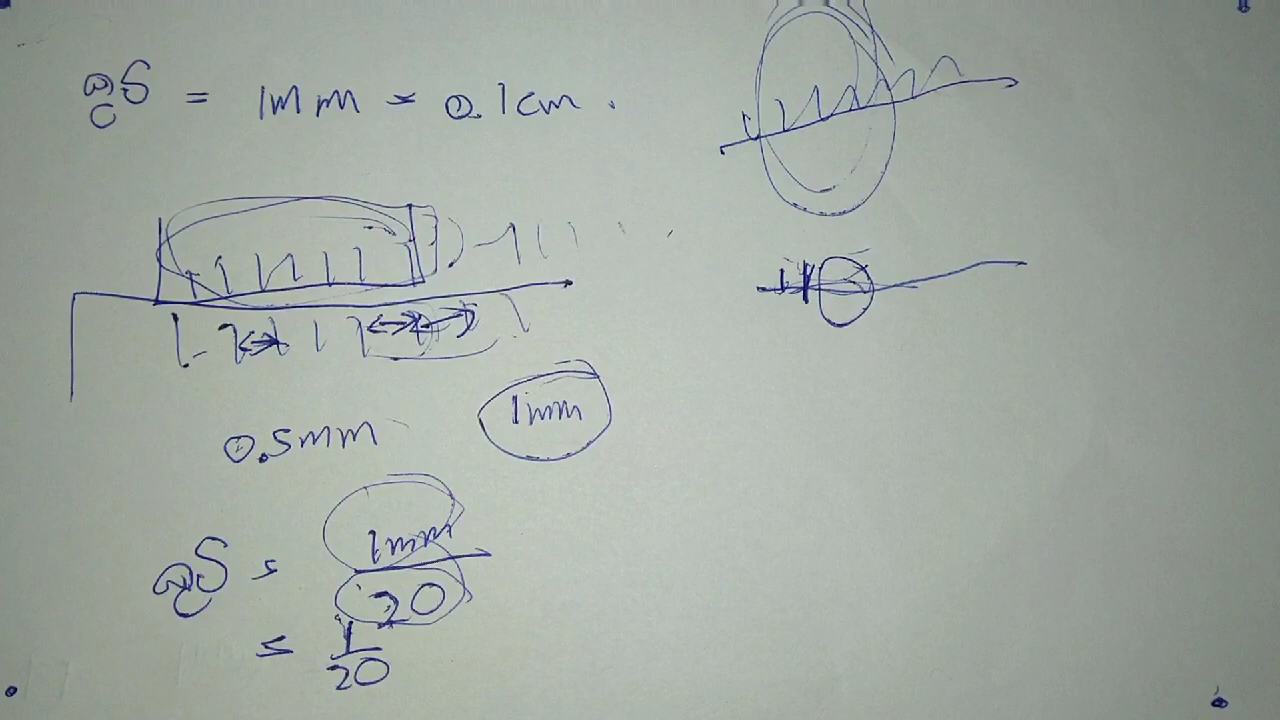 කුමි = 1mm = 0.1cm.
0.5mm
1mm
කුමි = 1mm
20
= 1
20